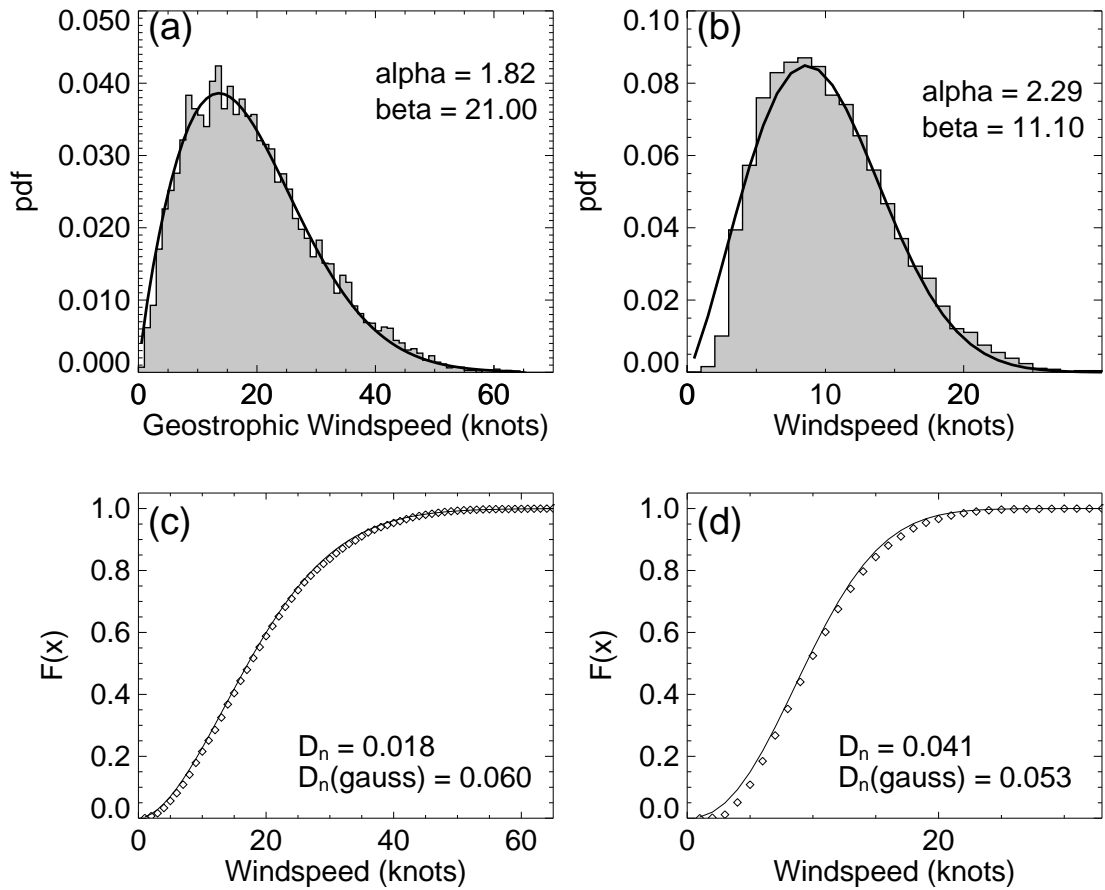 (a)
alpha = 1.82
beta = 21.00
pdf
0.050
0.040
0.030
0.020
0.010
0.000
0 20 40 60
Geostrophic Windspeed (knots)
(b)
alpha = 2.29
beta = 11.10
pdf
0.10
0.08
0.06
0.04
0.02
0.00
0 10 20
Windspeed (knots)
(c)
F(x)
1.0
0.8
0.6
0.4
0.2
0.0
Dn = 0.018
Dn(gauss) = 0.060
0 20 40 60
Windspeed (knots)
(d)
F(x)
1.0
0.8
0.6
0.4
0.2
0.0
Dn = 0.041
Dn(gauss) = 0.053
0 20
Windspeed (knots)